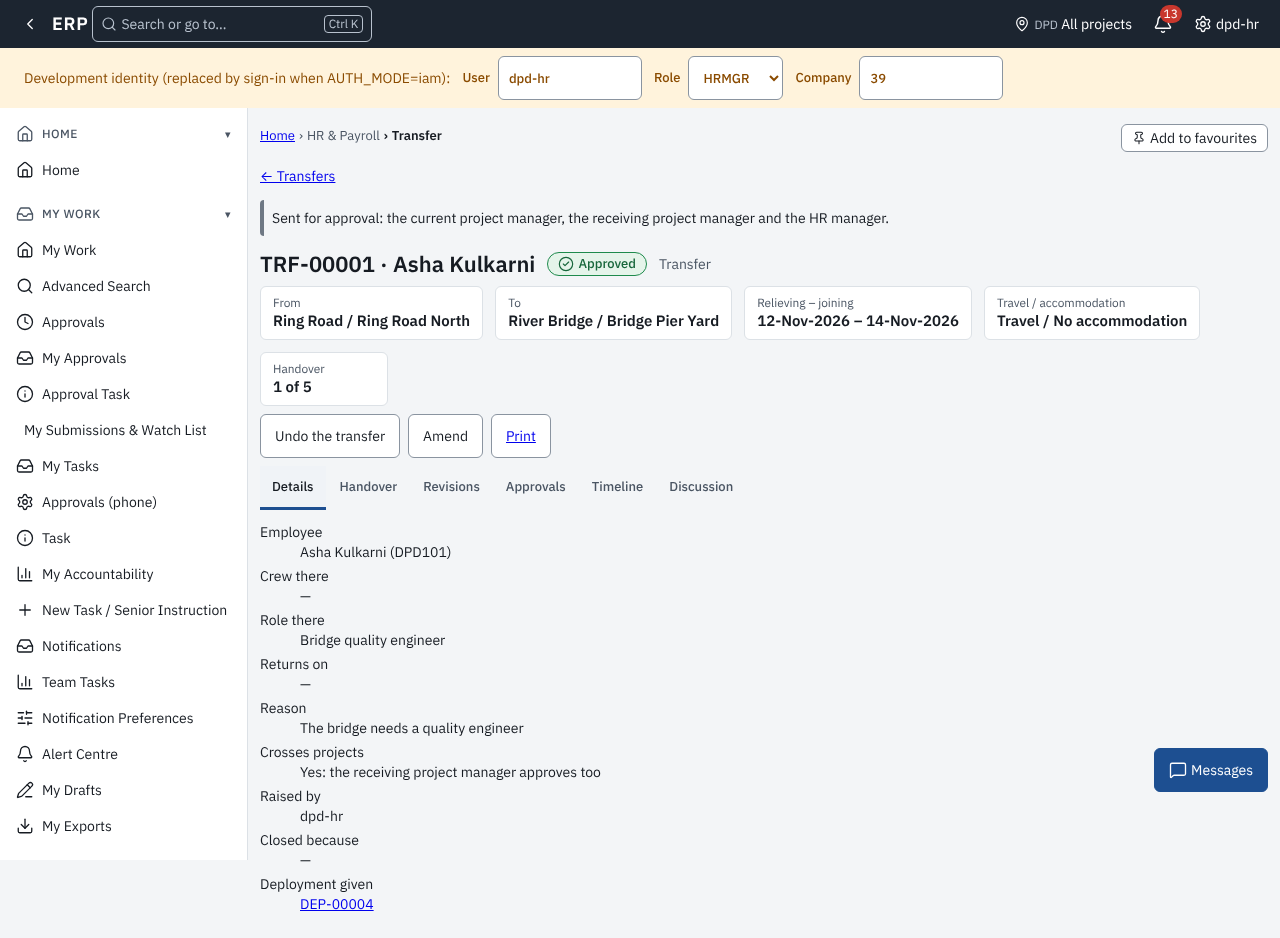 ERP
Search or go to...
Ctrl K
DPD All projects
13
dpd-hr
Development identity (replaced by sign-in when AUTH_MODE=iam):
User
dpd-hr
Role
HRMGR
Company
39
HOME
Home
MY WORK
My Work
Advanced Search
Approvals
My Approvals
Approval Task
My Submissions & Watch List
My Tasks
Approvals (phone)
Task
My Accountability
New Task / Senior Instruction
Notifications
Team Tasks
Notification Preferences
Alert Centre
My Drafts
My Exports
Home › HR & Payroll › Transfer
Add to favourites
← Transfers
Sent for approval: the current project manager, the receiving project manager and the HR manager.
TRF-00001 · Asha Kulkarni
Approved
Transfer
From
Ring Road / Ring Road North
To
River Bridge / Bridge Pier Yard
Relieving – joining
12-Nov-2026 – 14-Nov-2026
Travel / accommodation
Travel / No accommodation
Handover
1 of 5
Undo the transfer
Amend
Print
Details
Handover
Revisions
Approvals
Timeline
Discussion
Employee
Asha Kulkarni (DPD101)
Crew there
—
Role there
Bridge quality engineer
Returns on
—
Reason
The bridge needs a quality engineer
Crosses projects
Yes: the receiving project manager approves too
Raised by
dpd-hr
Closed because
—
Deployment given
DEP-00004
Messages